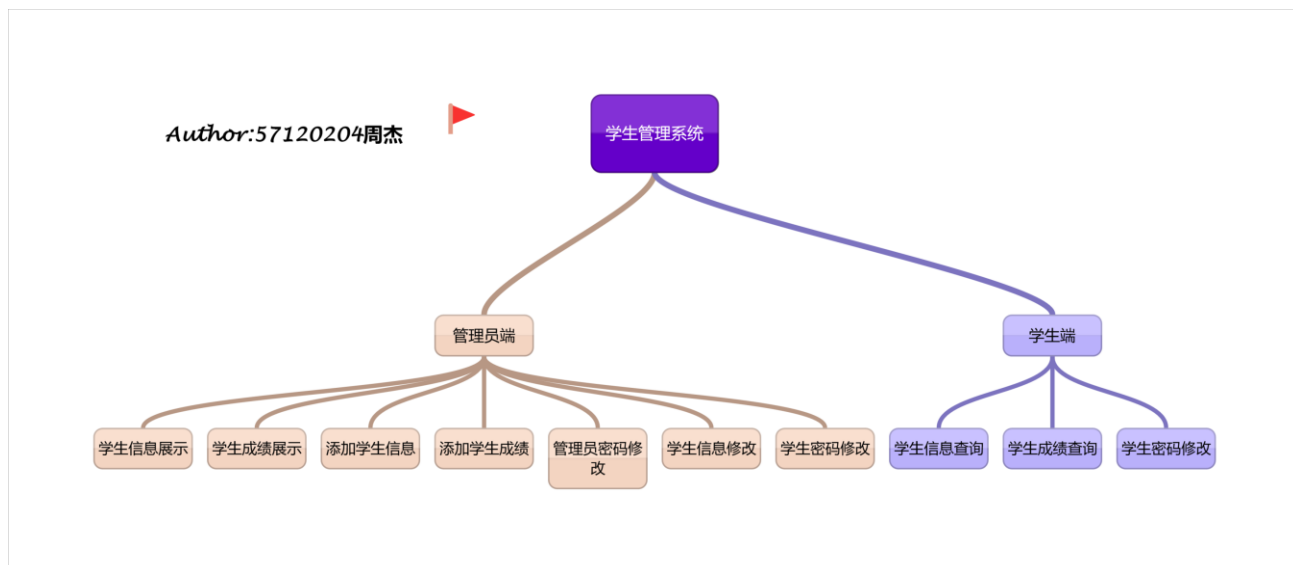 Author:57120204周杰
学生管理系统
管理员端
学生端
学生信息展示
学生成绩展示
添加学生信息
添加学生成绩
管理员密码修
改
学生信息修改
学生密码修改
学生信息查询
学生成绩查询
学生密码修改